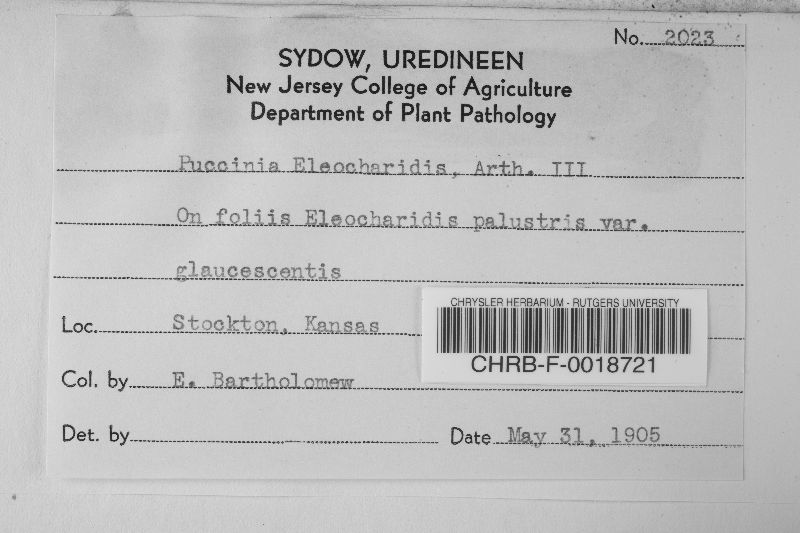 No. 2023
SYDOW, UREDINEEN
New Jersey College of Agriculture
Department of Plant Pathology
Puccinia Eleocharidis, Arth. III
On foliis Eleocharidis palustris var.
glaucescentis
Loc. Stockton, Kansas
CHRYSLER HERBARIUM - RUTGERS UNIVERSITY
CHRB-F-0018721
Col. by E. Bartholomew
Det. by
Date May 31, 1905